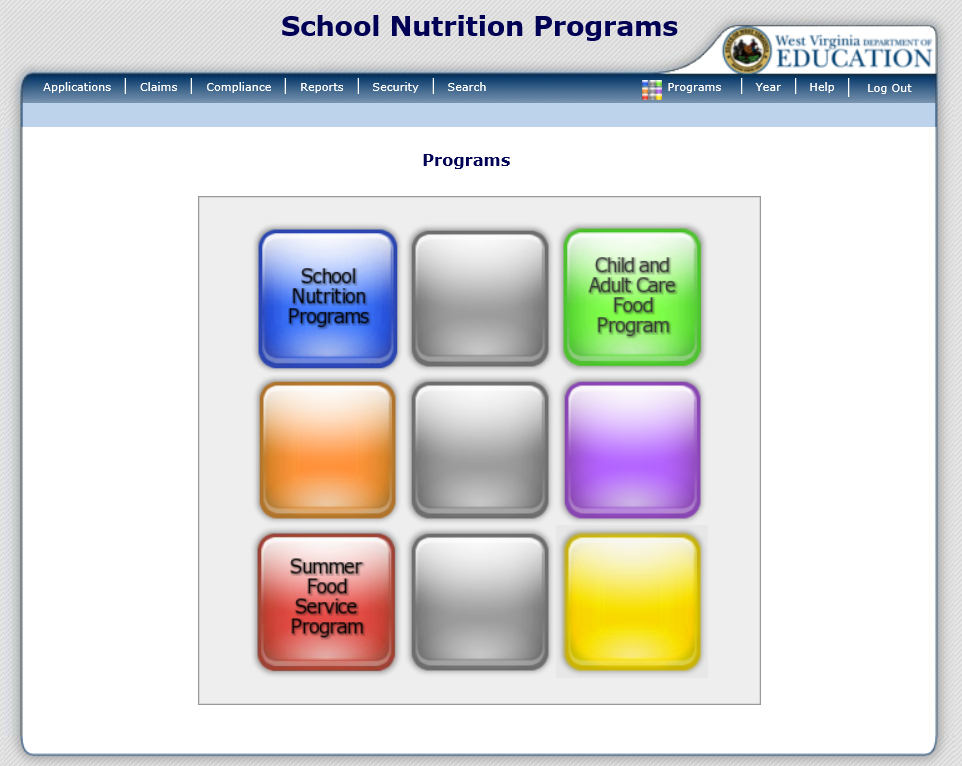 School Nutrition Programs
West Virginia DEPARTMENT OF
EDUCATION
Applications
Claims
Compliance
Reports
Security
Search
Programs
Year
Help
Log Out
Programs
School
Nutrition
Programs
Child and
Adult Care
Food
Program
Summer
Food
Service
Program